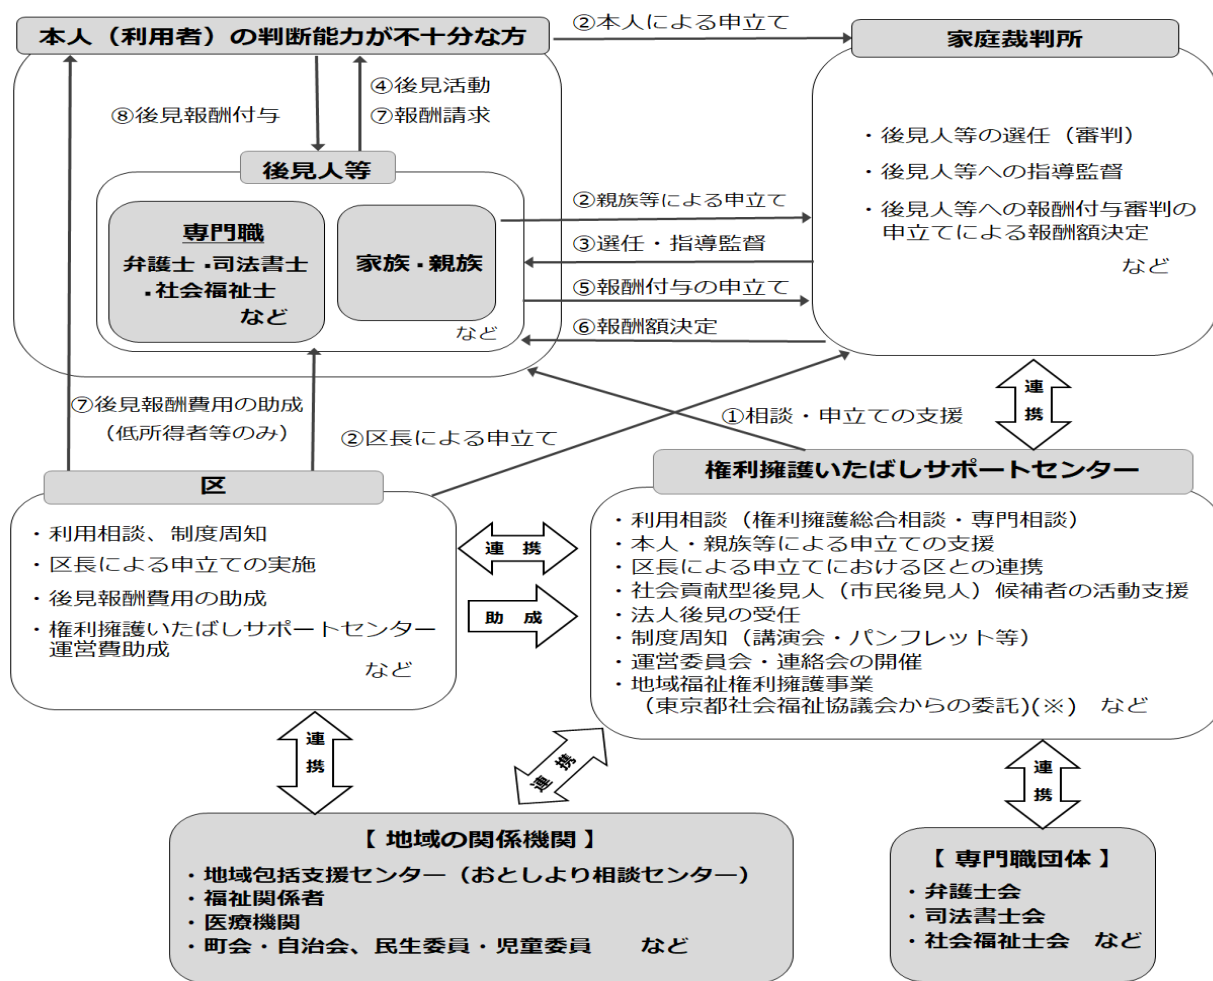 本人（利用者）の判断能力が不十分な方
②本人による申立て
家庭裁判所
④後見活動
⑧後見報酬付与
⑦報酬請求
・後見人等の選任（審判）
・後見人等への指導監督
・後見人等への報酬付与審判の
申立てによる報酬額決定
など
後見人等
専門職
弁護士・司法書士
・社会福祉士
など
家族・親族
など
②親族等による申立て
③選任・指導監督
⑤報酬付与の申立て
⑥報酬額決定
⑦後見報酬費用の助成
（低所得者等のみ）
②区長による申立て
①相談・申立ての支援
連
携
区
・利用相談、制度周知
・区長による申立ての実施
・後見報酬費用の助成
・権利擁護いたばしサポートセンター
運営費助成
など
連 携
助 成
権利擁護いたばしサポートセンター
・利用相談（権利擁護総合相談・専門相談）
・本人・親族等による申立ての支援
・区長による申立てにおける区との連携
・社会貢献型後見人（市民後見人）候補者の活動支援
・法人後見の受任
・制度周知（講演会・パンフレット等）
・運営委員会・連絡会の開催
・地域福祉権利擁護事業
（東京都社会福祉協議会からの委託)(※) など
連
携
連 携
連
携
【 地域の関係機関 】
・地域包括支援センター（おとしより相談センター）
・福祉関係者
・医療機関
・町会・自治会、民生委員・児童委員 など
【 専門職団体 】
・弁護士会
・司法書士会
・社会福祉士会 など